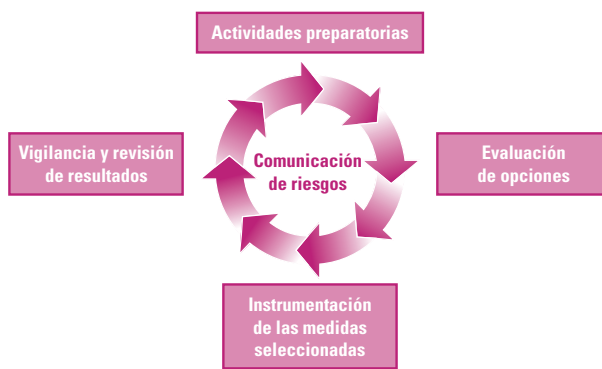 Actividades preparatorias
Vigilancia y revisión
de resultados
Comunicación
de riesgos
Evaluación
de opciones
Instrumentación
de las medidas
seleccionadas